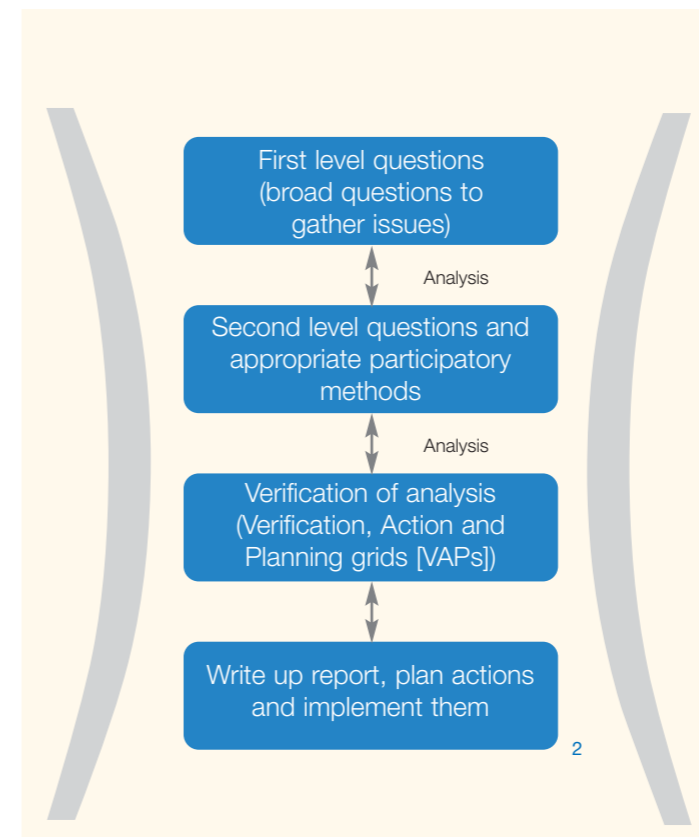 First level questions
(broad questions to
gather issues)
Analysis
Second level questions and
appropriate participatory
methods
Analysis
Verification of analysis
(Verification, Action and
Planning grids [VAPs])
Write up report, plan actions
and implement them
2